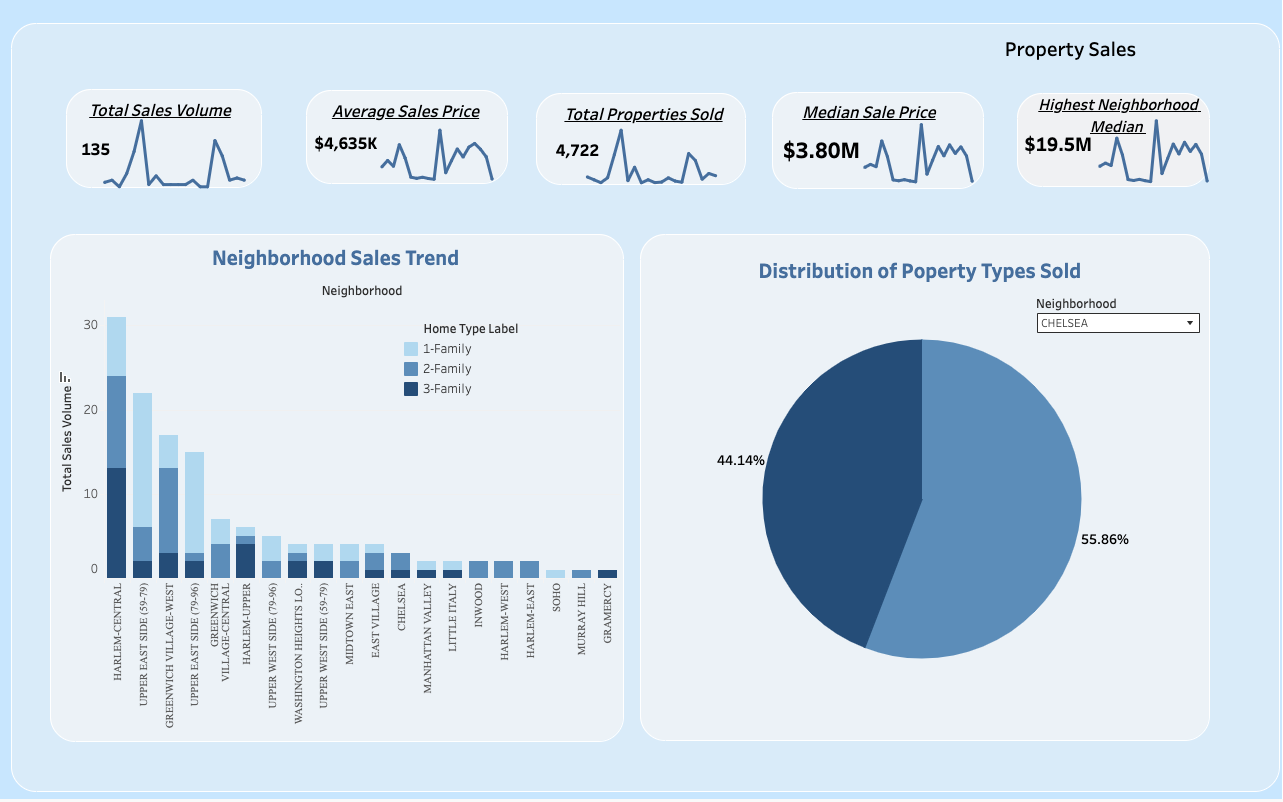 Property Sales
Total Sales Volume
135
Average Sales Price
$4,635K
Total Properties Sold
4,722
Median Sale Price
$3.80M
Highest Neighborhood
Median
$19.5M
Neighborhood Sales Trend
Neighborhood
Home Type Label
1-Family
2-Family
3-Family
Total Sales Volume
30
20
10
0
HARLEM-CENTRAL
UPPER EAST SIDE (59-79)
GREENWICH VILLAGE-WEST
UPPER EAST SIDE (79-96)
GREENWICH
VILLAGE-CENTRAL
HARLEM-UPPER
UPPER WEST SIDE (79-96)
WASHINGTON HEIGHTS LO..
UPPER WEST SIDE (59-79)
MIDTOWN EAST
EAST VILLAGE
CHELSEA
MANHATTAN VALLEY
LITTLE ITALY
INWOOD
HARLEM-WEST
HARLEM-EAST
SOHO
MURRAY HILL
GRAMERCY
Distribution of Poperty Types Sold
Neighborhood
CHELSEA
44.14%
55.86%